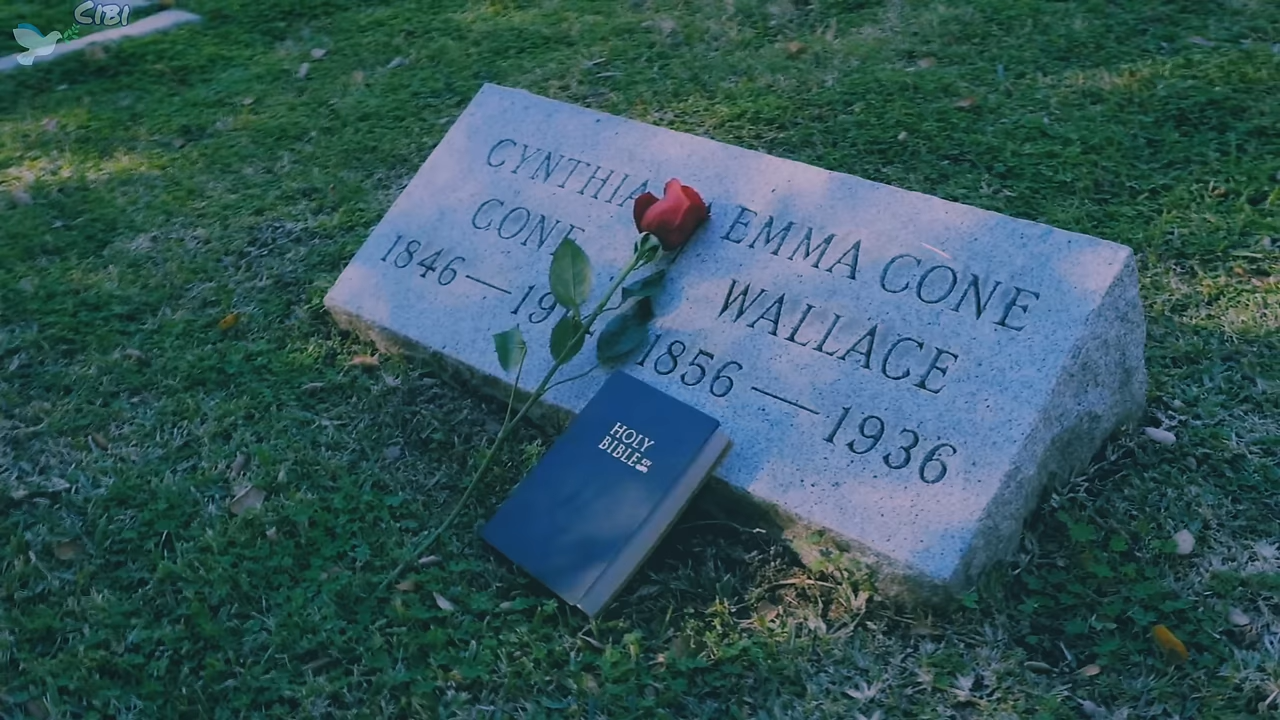 CIBI
CYNTHIA
CONE
1846—19
EMMA CONE
WALLACE
1856—1936
HOLY
BIBLE